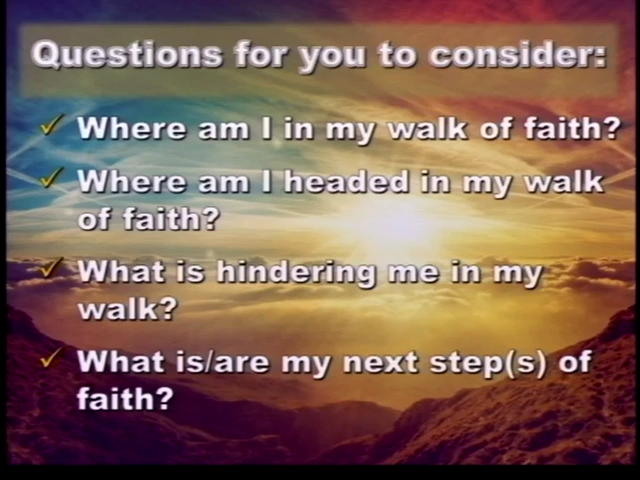 Questions for you to consider:
Where am I in my walk of faith?
Where am I headed in my walk
of faith?
What is hindering me in my
walk?
What is/are my next step(s) of
faith?